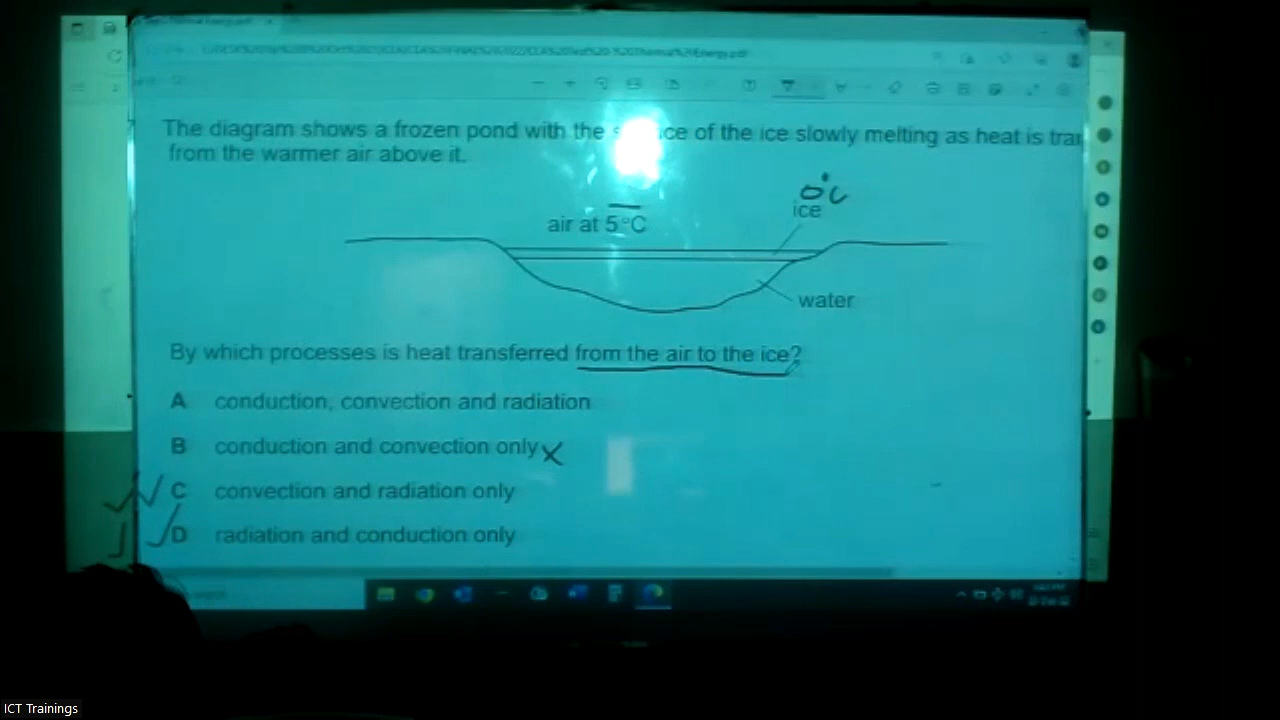 The diagram shows a frozen pond with the ice of the ice slowly melting as heat is trar
from the warmer air above it.
0°C
air at 5°C
ice
water
By which processes is heat transferred from the air to the ice?
A conduction, convection and radiation
B conduction and convection only x
C convection and radiation only
D radiation and conduction only
ICT Trainings